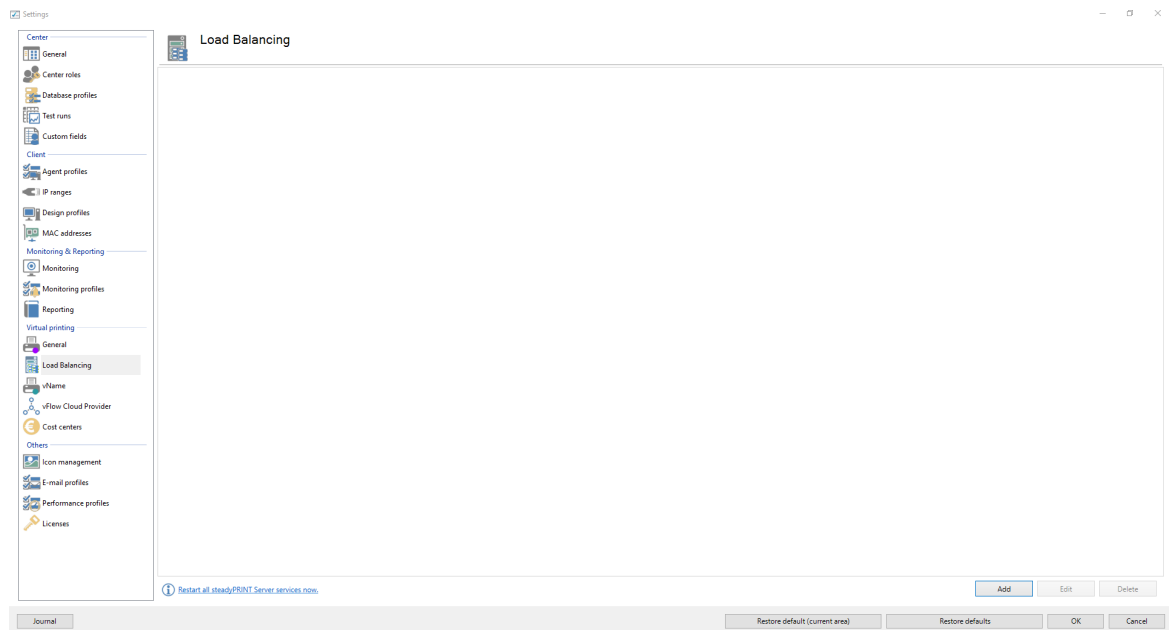 Settings
Center
General
Center roles
Database profiles
Test runs
Custom fields
Client
Agent profiles
IP ranges
Design profiles
MAC addresses
Monitoring & Reporting
Monitoring
Monitoring profiles
Reporting
Virtual printing
General
Load Balancing
vName
vFlow Cloud Provider
Cost centers
Others
Icon management
E-mail profiles
Performance profiles
Licenses
Load Balancing
Restart all steadyPRINT Server services now.
Add Edit Delete
Journal Restore default (current area) Restore defaults OK Cancel